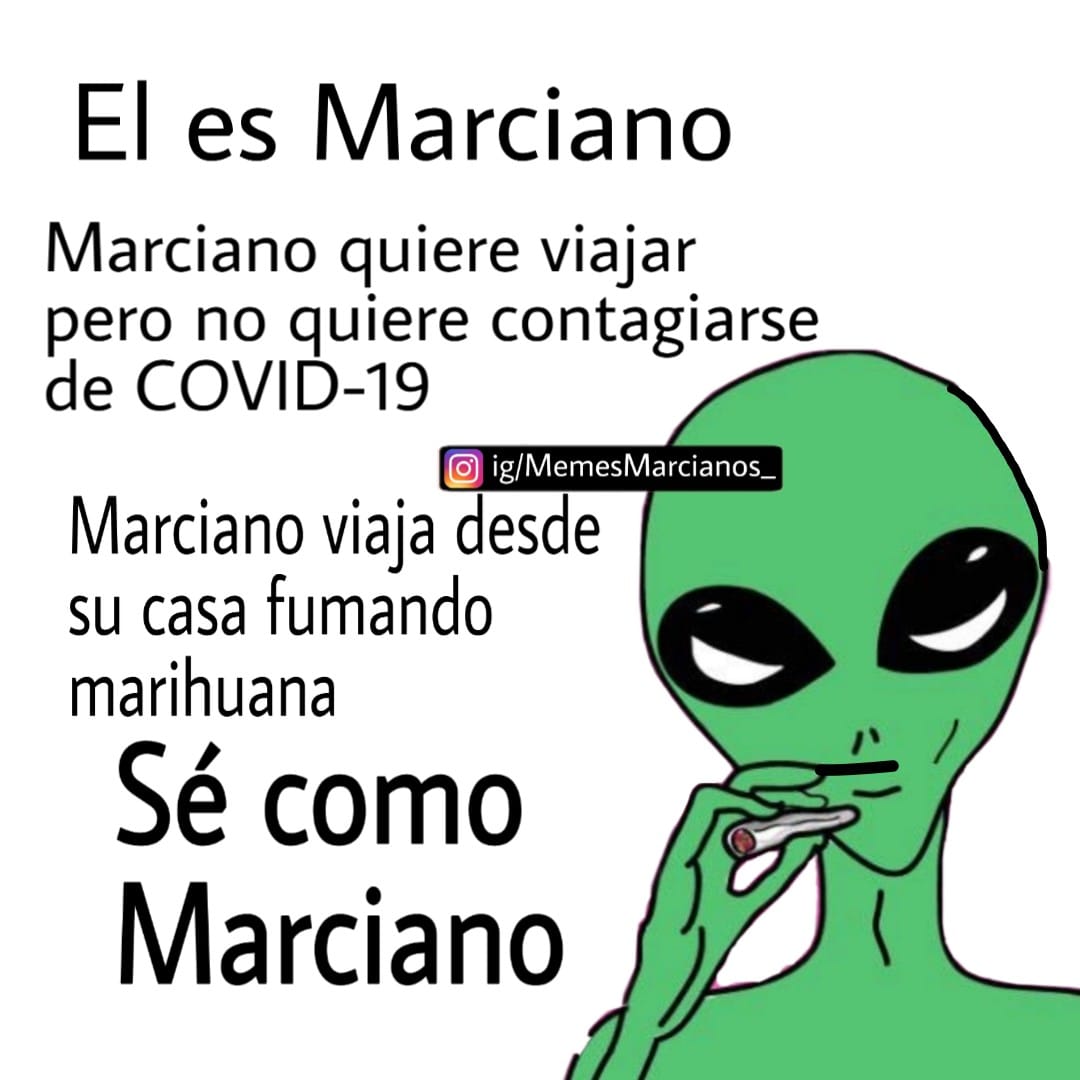 El es Marciano
Marciano quiere viajar
pero no quiere contagiarse
de COVID-19
ig/MemesMarcianos_
Marciano viaja desde
su casa fumando
marihuana
Sé como
Marciano